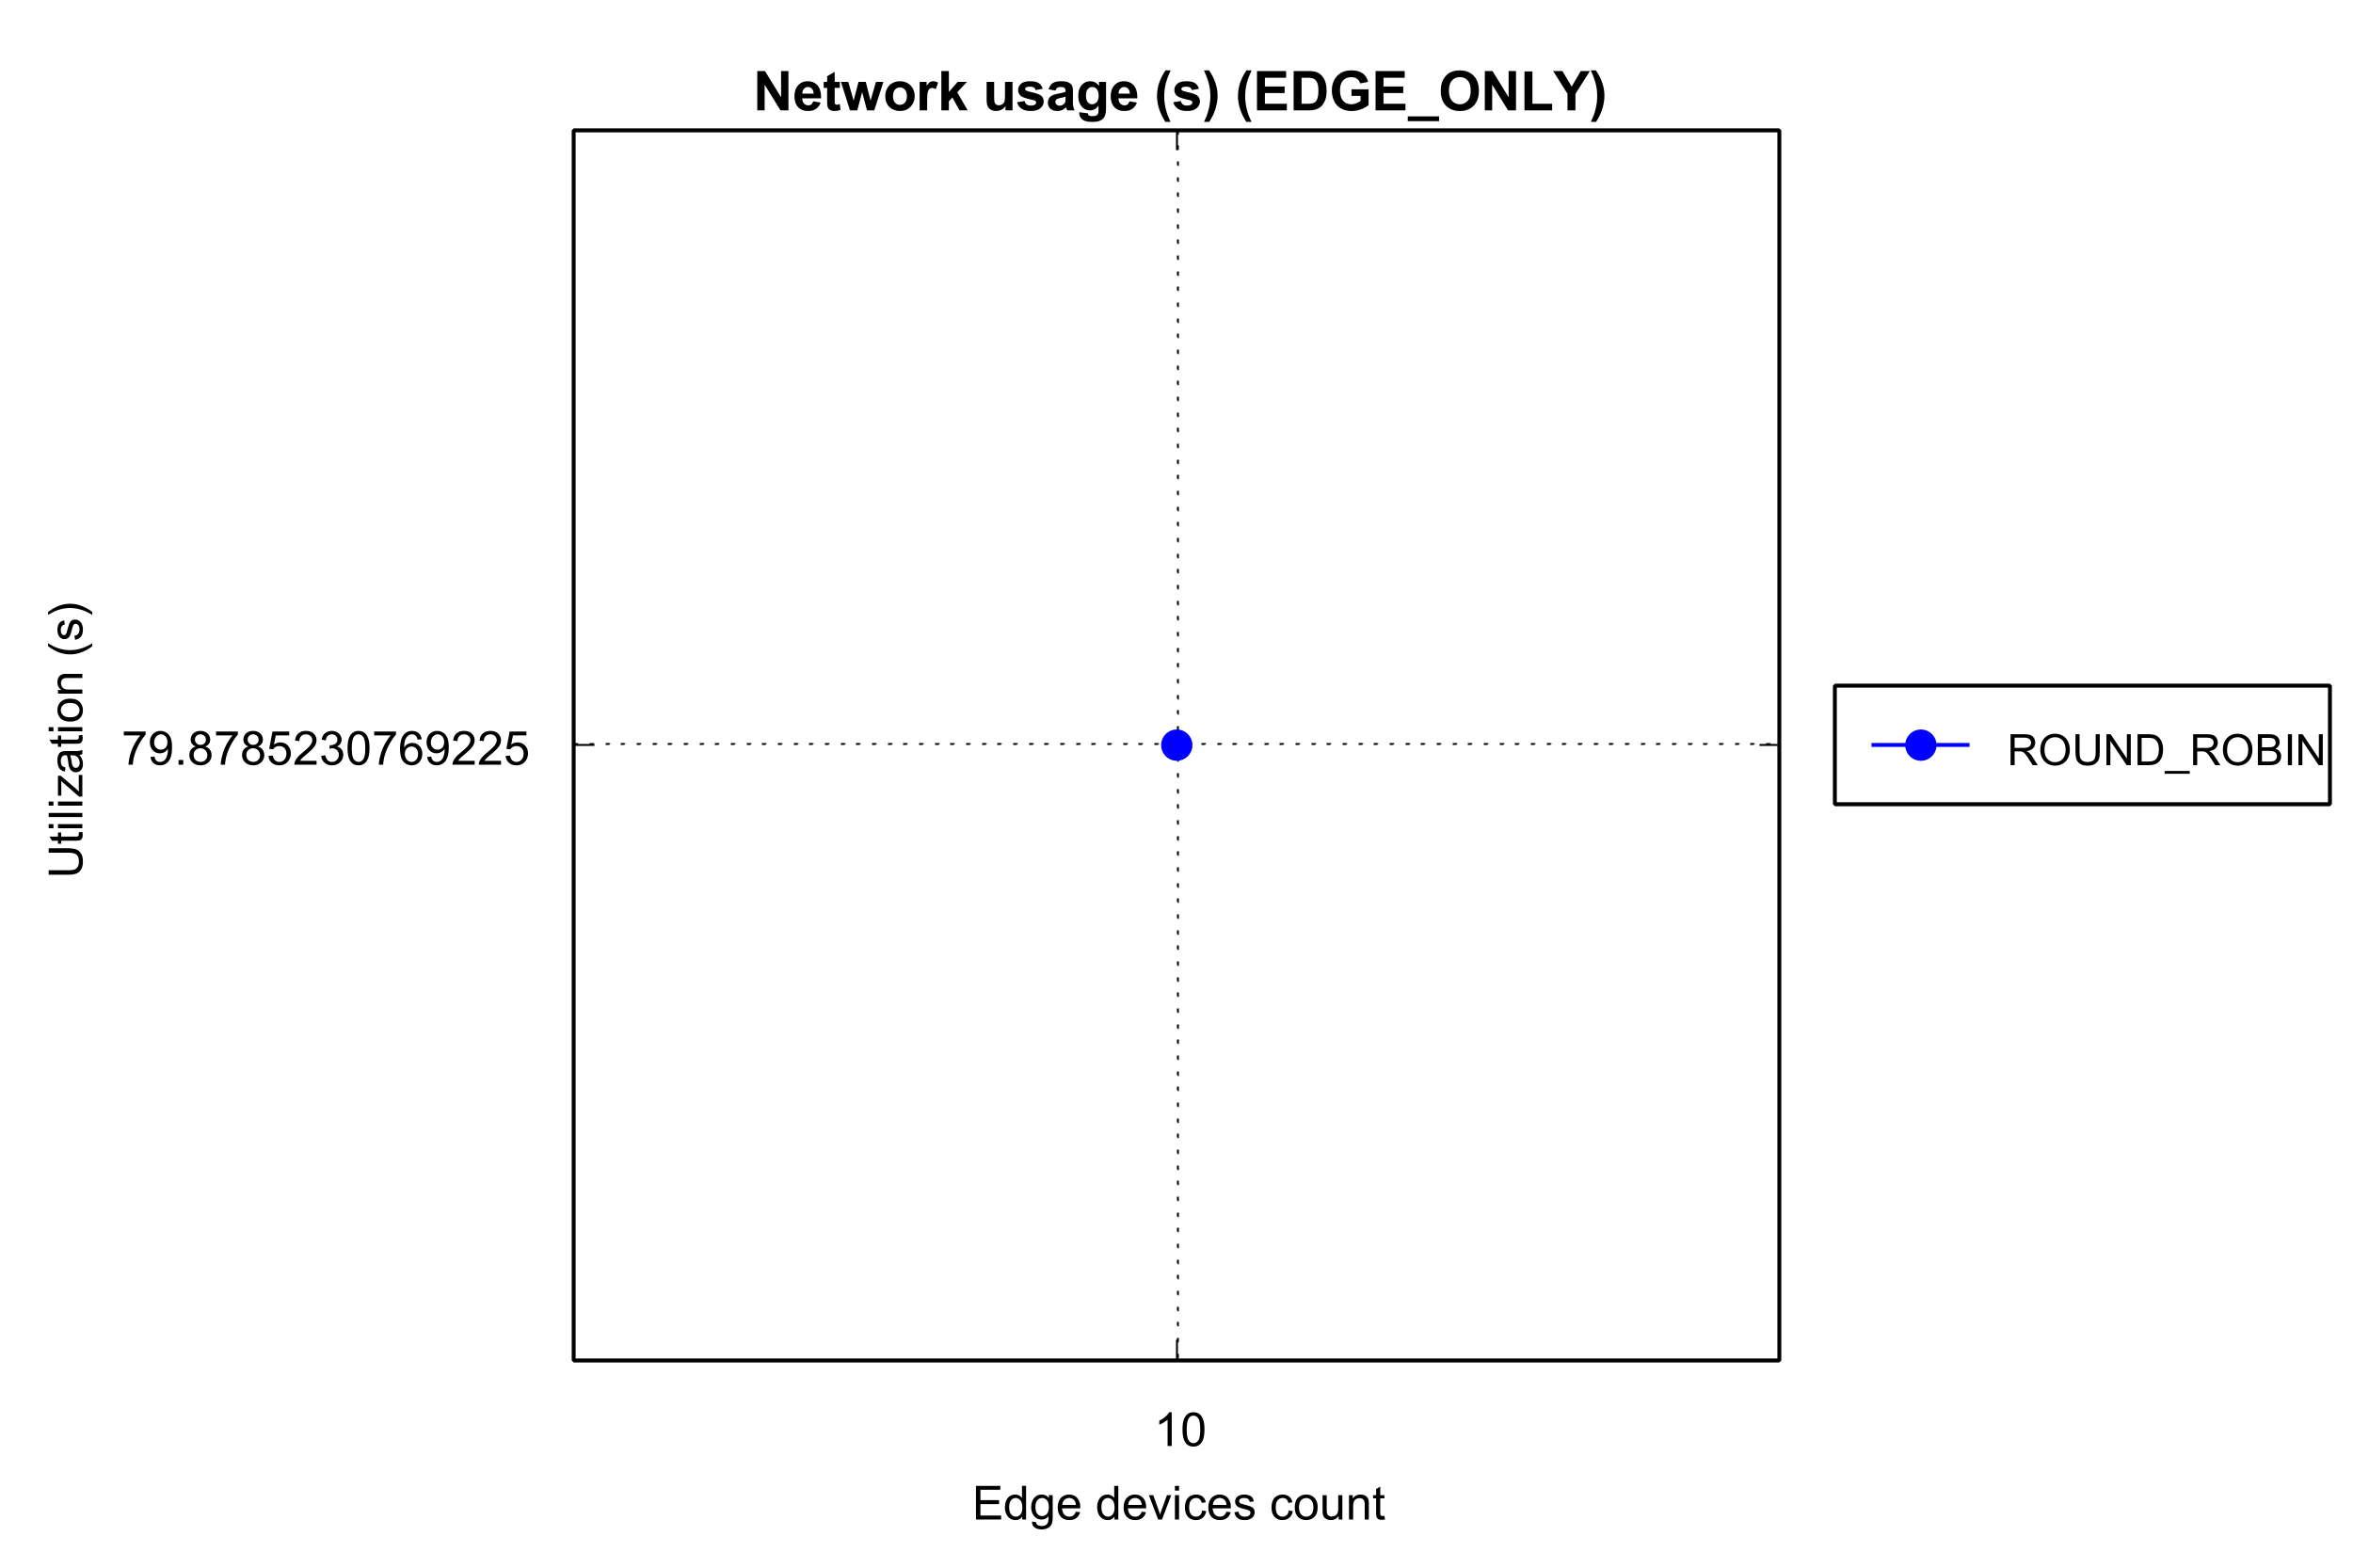 Network usage (s) (EDGE_ONLY)
Utilization (s)
79.8785230769225
ROUND_ROBIN
10
Edge devices count